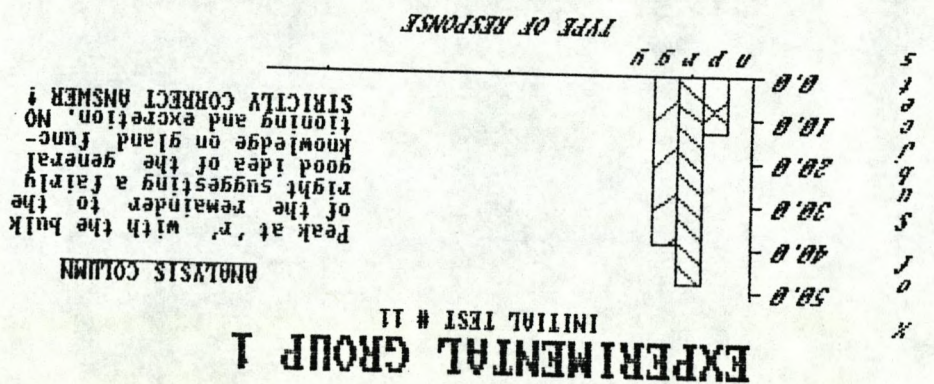 EXPERIMENTAL GROUP 1
INITIAL TEST # 11
% of Subjects
50.0
40.0
30.0
20.0
10.0
0.0
n p r g y
TYPE OF RESPONSE
ANALYSIS COLUMN
Peak at 'r' with the bulk
of the remainder to the
right suggesting a fairly
good idea of the general
knowledge on gland func-
tioning and excretion. NO
STRICTLY CORRECT ANSWER !